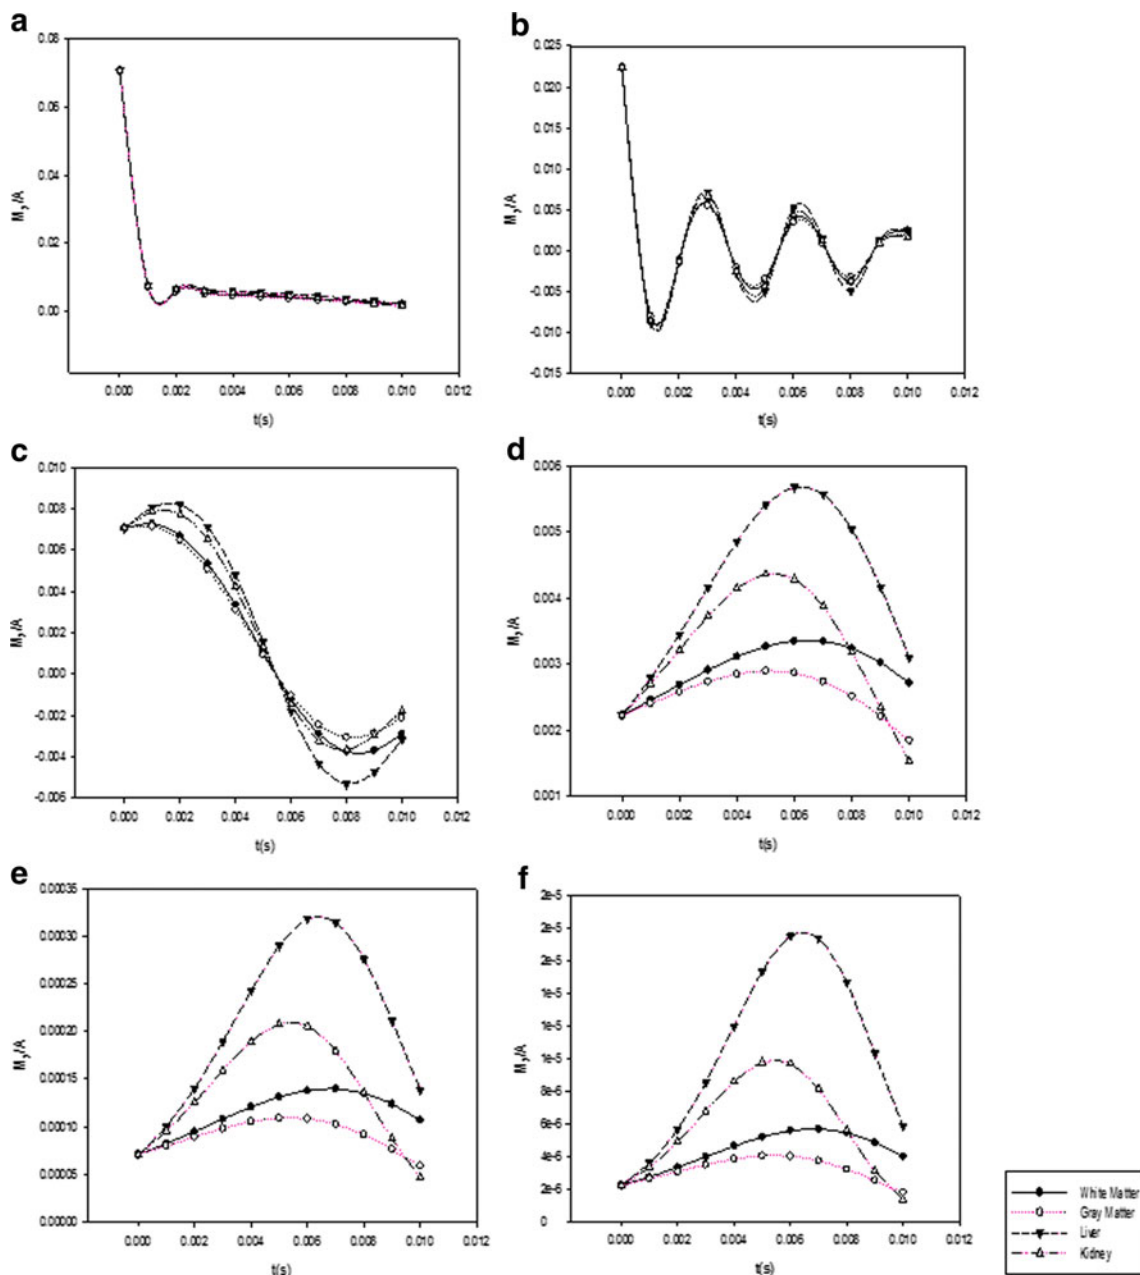 a
0.08
0.06
0.04
0.02
0.00
M_y/A
0.000 0.002 0.004 0.006 0.008 0.010 0.012
t(s)
b
0.025
0.020
0.015
0.010
0.005
0.000
-0.005
-0.010
-0.015
M_y/A
0.000 0.002 0.004 0.006 0.008 0.010 0.012
t(s)
c
0.010
0.008
0.006
0.004
0.002
0.000
-0.002
-0.004
-0.006
M_y/A
0.000 0.002 0.004 0.006 0.008 0.010 0.012
t(s)
d
0.006
0.005
0.004
0.003
0.002
0.001
M_y/A
0.000 0.002 0.004 0.006 0.008 0.010 0.012
t(s)
e
0.00035
0.00030
0.00025
0.00020
0.00015
0.00010
0.00005
0.00000
M_y/A
0.000 0.002 0.004 0.006 0.008 0.010 0.012
t(s)
f
2e-5
2e-5
2e-5
1e-5
1e-5
1e-5
8e-6
6e-6
4e-6
2e-6
0
M_y/A
0.000 0.002 0.004 0.006 0.008 0.010 0.012
t(s)
White Matter
Gray Matter
Liver
Kidney